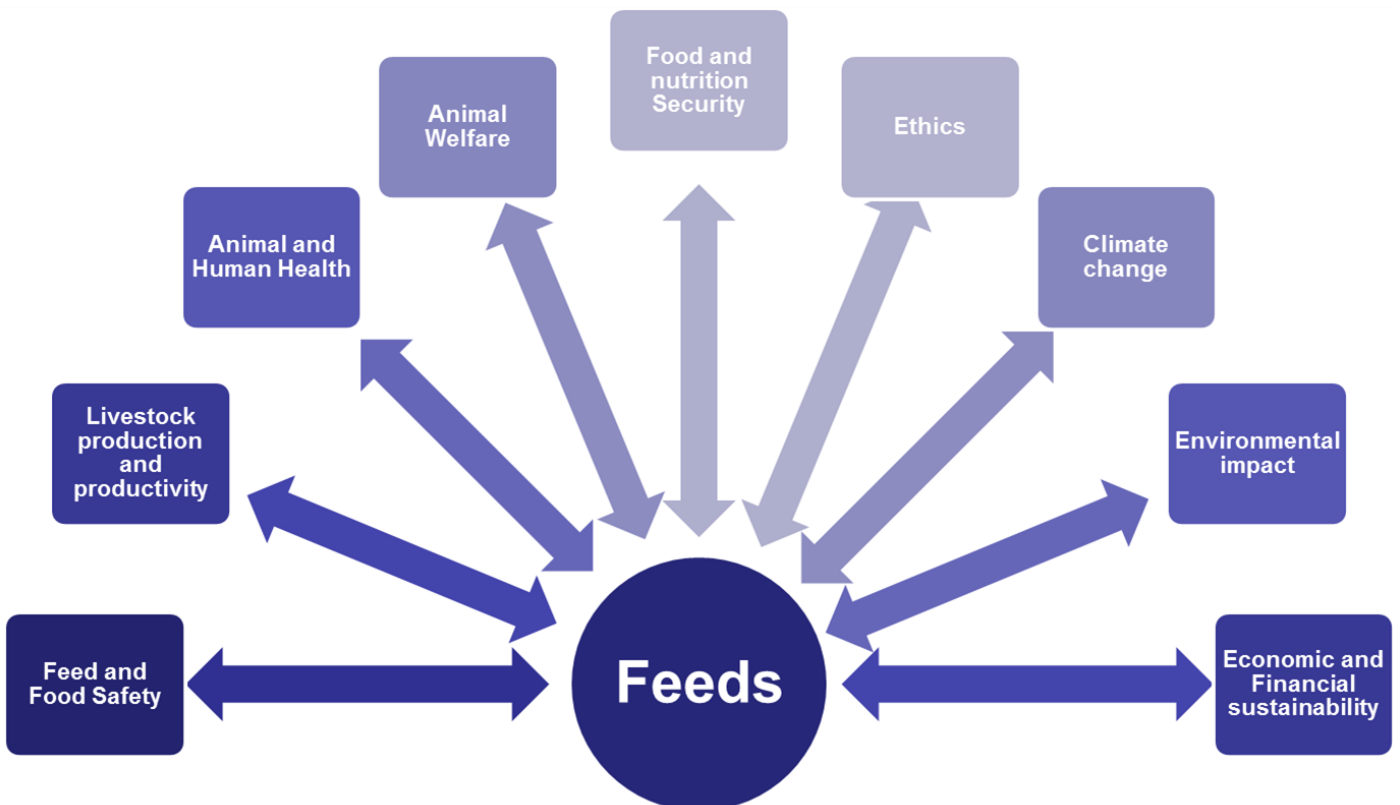 Food and
nutrition
Security
Animal
Welfare
Ethics
Animal and
Human Health
Climate
change
Livestock
production
and
productivity
Environmental
impact
Feed and
Food Safety
Feeds
Economic and
Financial
sustainability